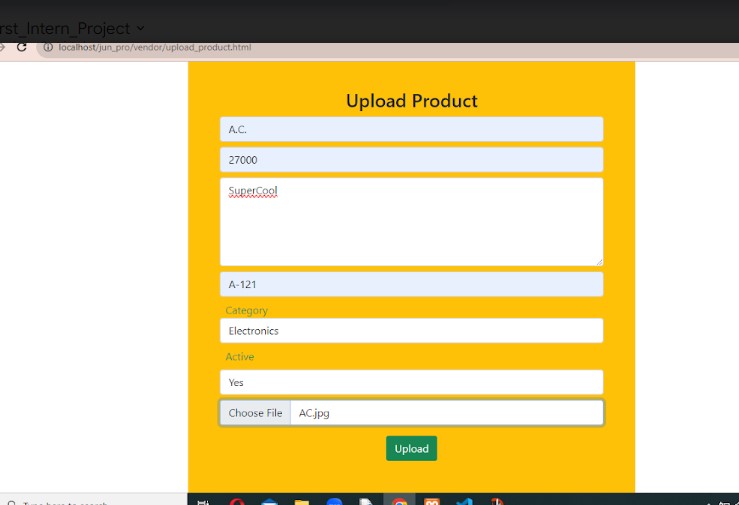 rst_Intern_Project
localhost/jun_pro/vendor/upload_product.html
Upload Product
A.C.
27000
SuperCool
A-121
Category
Electronics
Active
Yes
Choose File AC.jpg
Upload
Type here to search